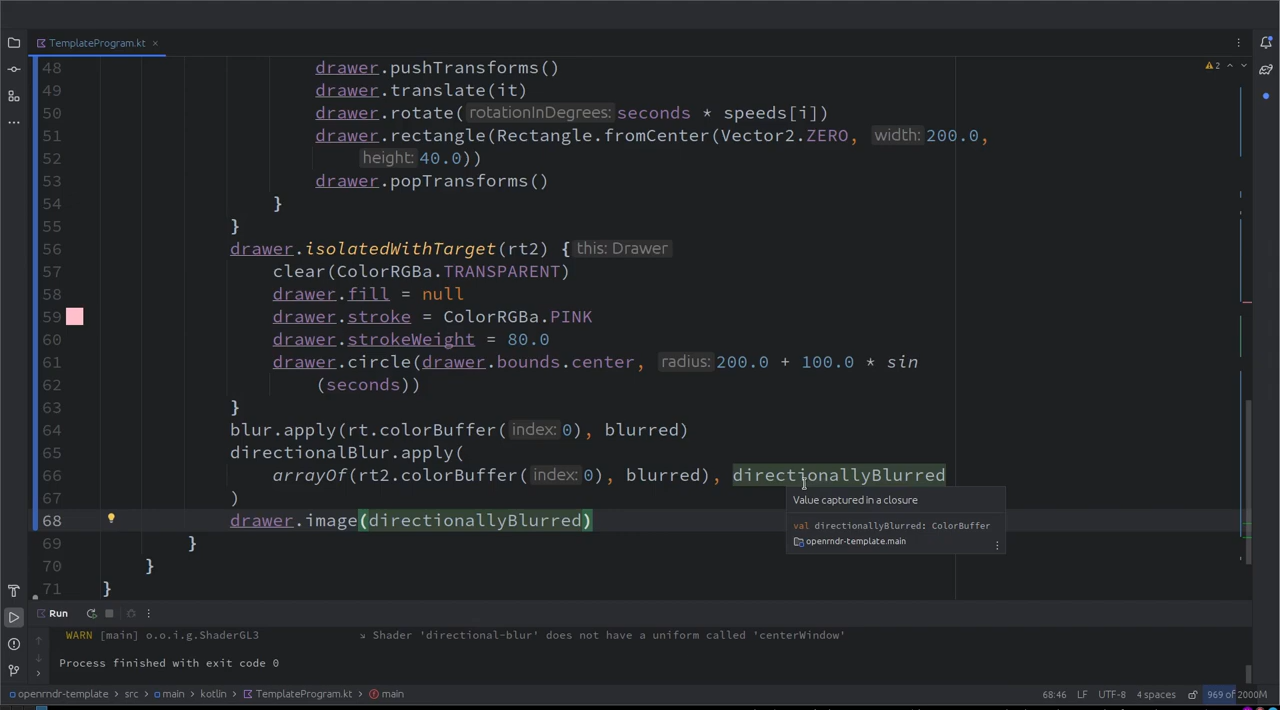 TemplateProgram.kt
2
48 drawer.pushTransforms()
49 drawer.translate(it)
50 drawer.rotate( rotationInDegrees: seconds * speeds[i])
51 drawer.rectangle(Rectangle.fromCenter(Vector2.ZERO, width: 200.0,
52 height: 40.0))
53 drawer.popTransforms()
54 }
55 }
56 drawer.isolatedWithTarget(rt2) { this: Drawer
57 clear(ColorRGBa.TRANSPARENT)
58 drawer.fill = null
59 drawer.stroke = ColorRGBa.PINK
60 drawer.strokeWeight = 80.0
61 drawer.circle(drawer.bounds.center, radius: 200.0 + 100.0 * sin
62 (seconds))
63 }
64 blur.apply(rt.colorBuffer( index: 0), blurred)
65 directionalBlur.apply(
66 arrayOf(rt2.colorBuffer( index: 0), blurred), directionallyBlurred
67 )
68 drawer.image(directionallyBlurred)
69 }
70 }
71 }
Value captured in a closure
val directionallyBlurred: ColorBuffer
openrndr-template.main
Run
WARN [main] o.o.i.g.ShaderGL3 ↘ Shader 'directional-blur' does not have a uniform called 'centerWindow'
Process finished with exit code 0
openrndr-template > src > main > kotlin > TemplateProgram.kt > main 68:46 LF UTF-8 4 spaces 969 of 2000M